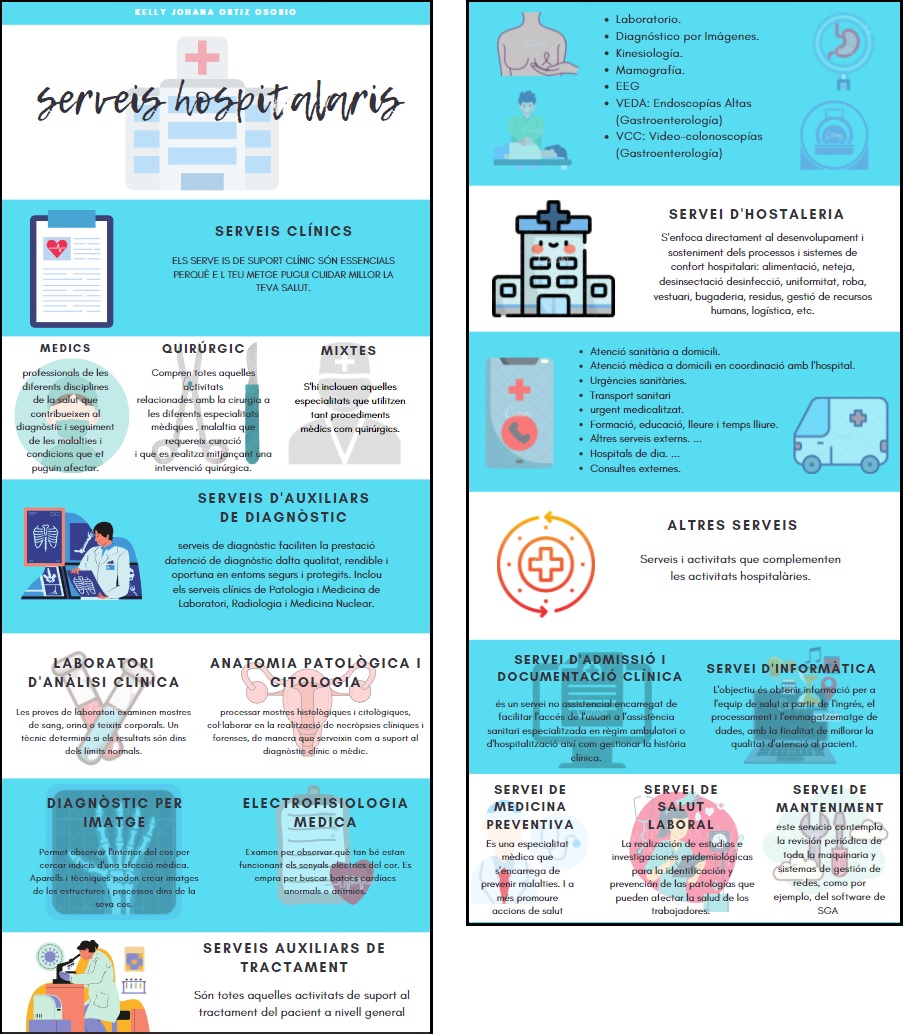 KELLY JOHANA ORTIZ OSORIO
serveis hospitalaris
SERVEIS CLÍNICS
ELS SERVE IS DE SUPORT CLÍNIC SÓN ESSENCIALS
PERQUÈ E L TEU METGE PUGUI CUIDAR MILLOR LA
TEVA SALUT.
MEDICS
professionals de les
diferents disciplines
de la salut que
contribueixen al
diagnòstic i seguiment
de les malalties i
condicions que et
puguin afectar.
QUIRÚRGIC
Compren totes aquelles
activitats
relacionades amb la cirurgia a
les diferents especialitats
mèdiques , malaltia que
requereix curació
i que es realitza mitjançant una
intervenció quirúrgica.
MIXTES
S'hi inclouen aquelles
especialitats que utilitzen
tant procediments
mèdics com quirúrgics.
SERVEIS D'AUXILIARS
DE DIAGNÒSTIC
serveis de diagnòstic faciliten la prestació
datenció de diagnòstic dalta qualitat, rendible i
oportuna en entorns segurs i protegits. Inclou
els serveis clínics de Patologia i Medicina de
Laboratori, Radiologia i Medicina Nuclear.
LABORATORI
D'ANÀLISI CLÍNICA
Les proves de laboratori examinen mostres
de sang, orina o teixits corporals. Un
tècnic determina si els resultats són dins
dels límits normals.
ANATOMIA PATOLÒGICA I
CITOLOGIA
processar mostres histològiques i citològiques,
col·laborar en la realització de necròpsies clíniques i
forenses, de manera que serveixin com a suport al
diagnòstic clínic o mèdic.
DIAGNÒSTIC PER
IMATGE
Permet observar l'interior del cos per
cercar indicis d'una afecció mèdica.
Aparells i tècniques poden crear imatges
de les estructures i processos dins de la
seva cos.
ELECTROFISIOLOGIA
MEDICA
Examen per observar què tan bé estan
funcionant els senyals elèctrics del cor. Es
empra per buscar batecs cardíacs
anormals o arítmies.
SERVEIS AUXILIARS DE
TRACTAMENT
Són totes aquelles activitats de suport al
tractament del pacient a nivell general
• Laboratorio.
• Diagnóstico por Imágenes.
• Kinesiología.
• Mamografía.
• EEG
• VEDA: Endoscopías Altas
(Gastroenterología)
• VCC: Video-colonoscopías
(Gastroenterología)
SERVEI D'HOSTALERIA
S'enfoca directament al desenvolupament i
sosteniment dels processos i sistemes de
confort hospitalari: alimentació, neteja,
desinsectació desinfecció, uniformitat, roba,
vestuari, bugaderia, residus, gestió de recursos
humans, logística, etc.
• Atenció sanitària a domicili.
• Atenció mèdica a domicili en coordinació amb l'hospital.
• Urgències sanitàries.
• Transport sanitari
• urgent medicalitzat.
• Formació, educació, lleure i temps lliure.
• Altres serveis externs. ...
• Hospitals de dia. ...
• Consultes externes.
ALTRES SERVEIS
Serveis i activitats que complementen
les activitats hospitalàries.
SERVEI D'ADMISSIÓ I
DOCUMENTACIÓ CLÍNICA
és un servei no assistencial encarregat de
facilitar l'accés de l'usuari a l'assistència
sanitari especialitzada en règim ambulatori o
d'hospitalització així com gestionar la història
clínica.
SERVEI D'INFORMÀTICA
L'objectiu és obtenir informació per a
l'equip de salut a partir de l'ingrés, el
processament i l'emmagatzematge de
dades, amb la finalitat de millorar la
qualitat d'atenció al pacient.
SERVEI DE
MEDICINA
PREVENTIVA
Es una especialitat
mèdica que
s'encarrega de
prevenir malalties. I a
més promoure
accions de salut
SERVEI DE
SALUT
LABORAL
La realización de estudios e
investigaciones epidemiológicas
para la identificación y
prevención de las patologías que
pueden afectar la salud de los
trabajadores.
SERVEI DE
MANTENIMENT
este servicio contempla
la revisión periódica de
toda la maquinaria y
sistemas de gestión de
redes, como por
ejemplo, del software de
SGA